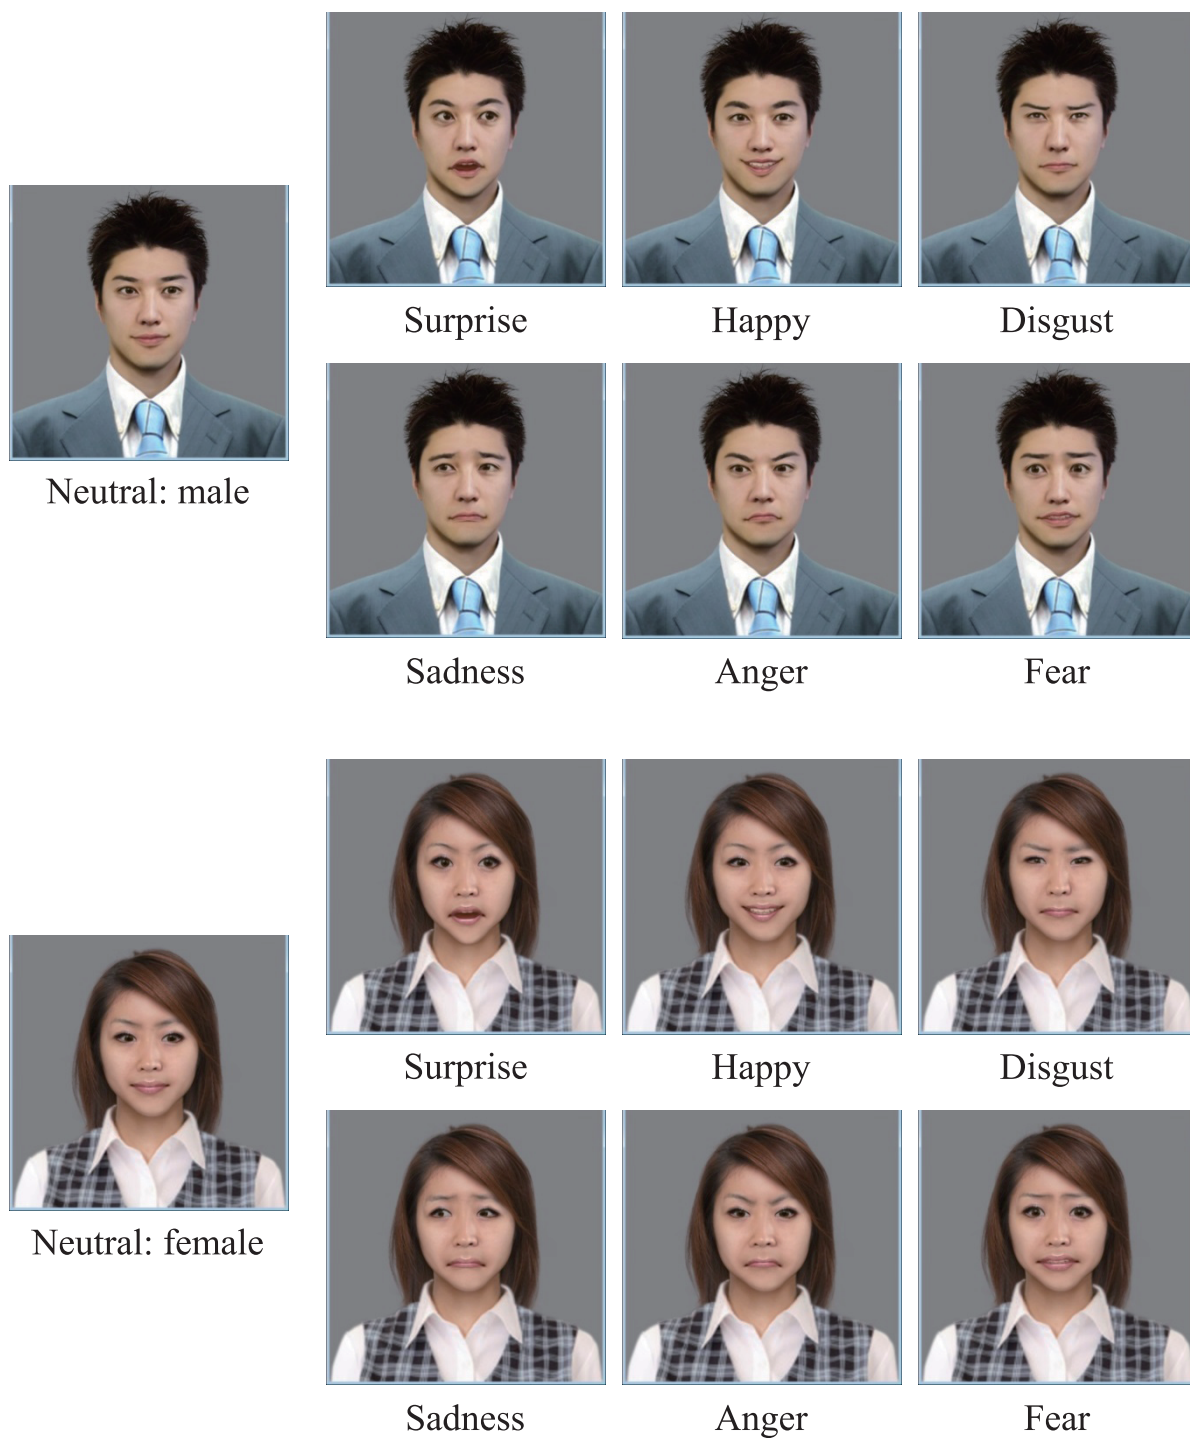 Surprise
Happy
Disgust
Neutral: male
Sadness
Anger
Fear
Surprise
Happy
Disgust
Neutral: female
Sadness
Anger
Fear